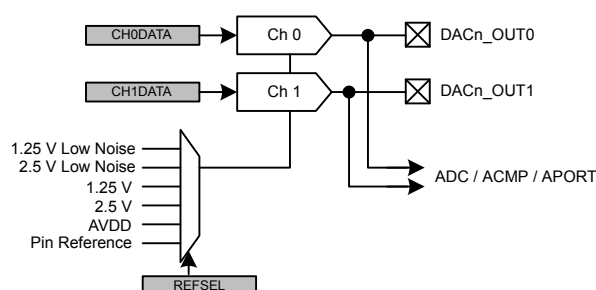 CH0DATA
Ch 0
DACn_OUT0
CH1DATA
Ch 1
DACn_OUT1
1.25 V Low Noise
2.5 V Low Noise
1.25 V
2.5 V
AVDD
Pin Reference
ADC / ACMP / APORT
REFSEL